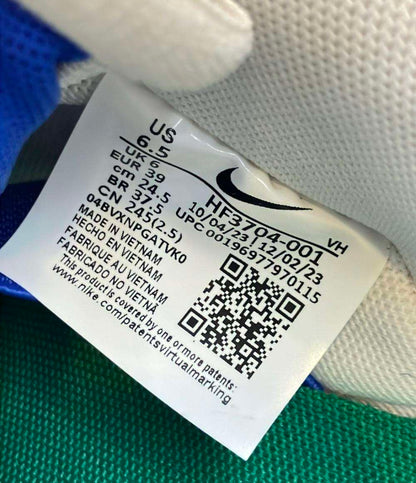 US
6.5
UK 6
EUR 39
cm 24.5
BR 37.5
CN 245(2.5)
04BVXNPGATVK0
MADE IN VIETNAM
HECHO EN VIETNAM
FABRIQUE AU VIETNAM
FABRICADO NO VIETNA
This product is covered by one or more patents:
www.nike.com/patentsvirtualmarking
HF3704-001
10/04/23 / 12/02/23
UPC 00196977970115
VH